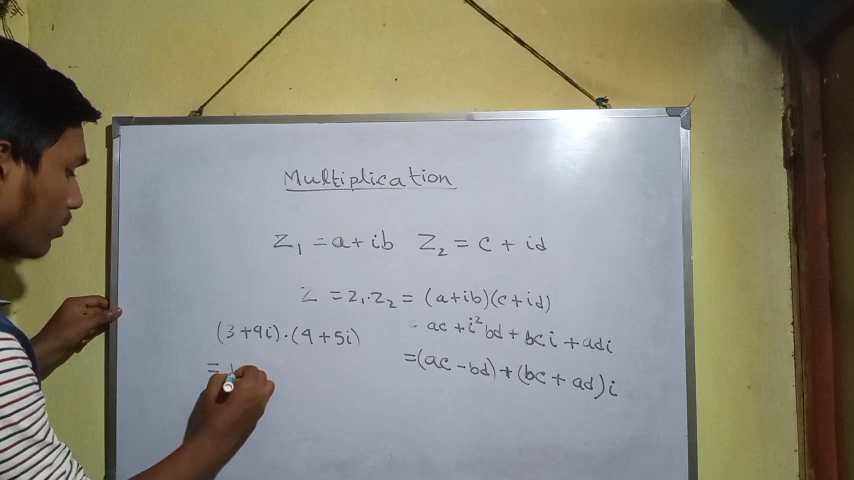 Multiplication
Z₁ = a + ib Z₂ = c + id
Z = z₁.z₂ = (a+ib)(c+id)
= ac + i²bd + bci + adi
(3+4i).(4+5i)
=(ac-bd)+(bc+ad)i
=